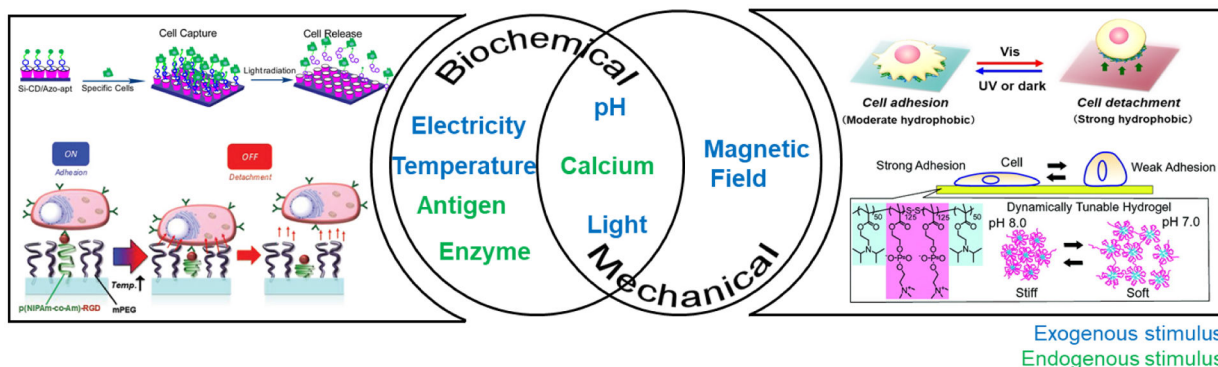 Cell Capture
Cell Release
Lightradiation
Si-CD/Azo-apt
Specific Cells
ON
Adhesion
OFF
Detachment
Temp.
p(NIPAm-co-Am)-RGD
mPEG
Biochemical
Electricity
Temperature
Antigen
Enzyme
pH
Calcium
Light
Magnetic
Field
Mechanical
Vis
UV or dark
Cell adhesion
(Moderate hydrophobic)
Cell detachment
(Strong hydrophobic)
Strong Adhesion
Cell
Weak Adhesion
Dynamically Tunable Hydrogel
pH 8.0
pH 7.0
Stiff
Soft
Exogenous stimulus
Endogenous stimulus